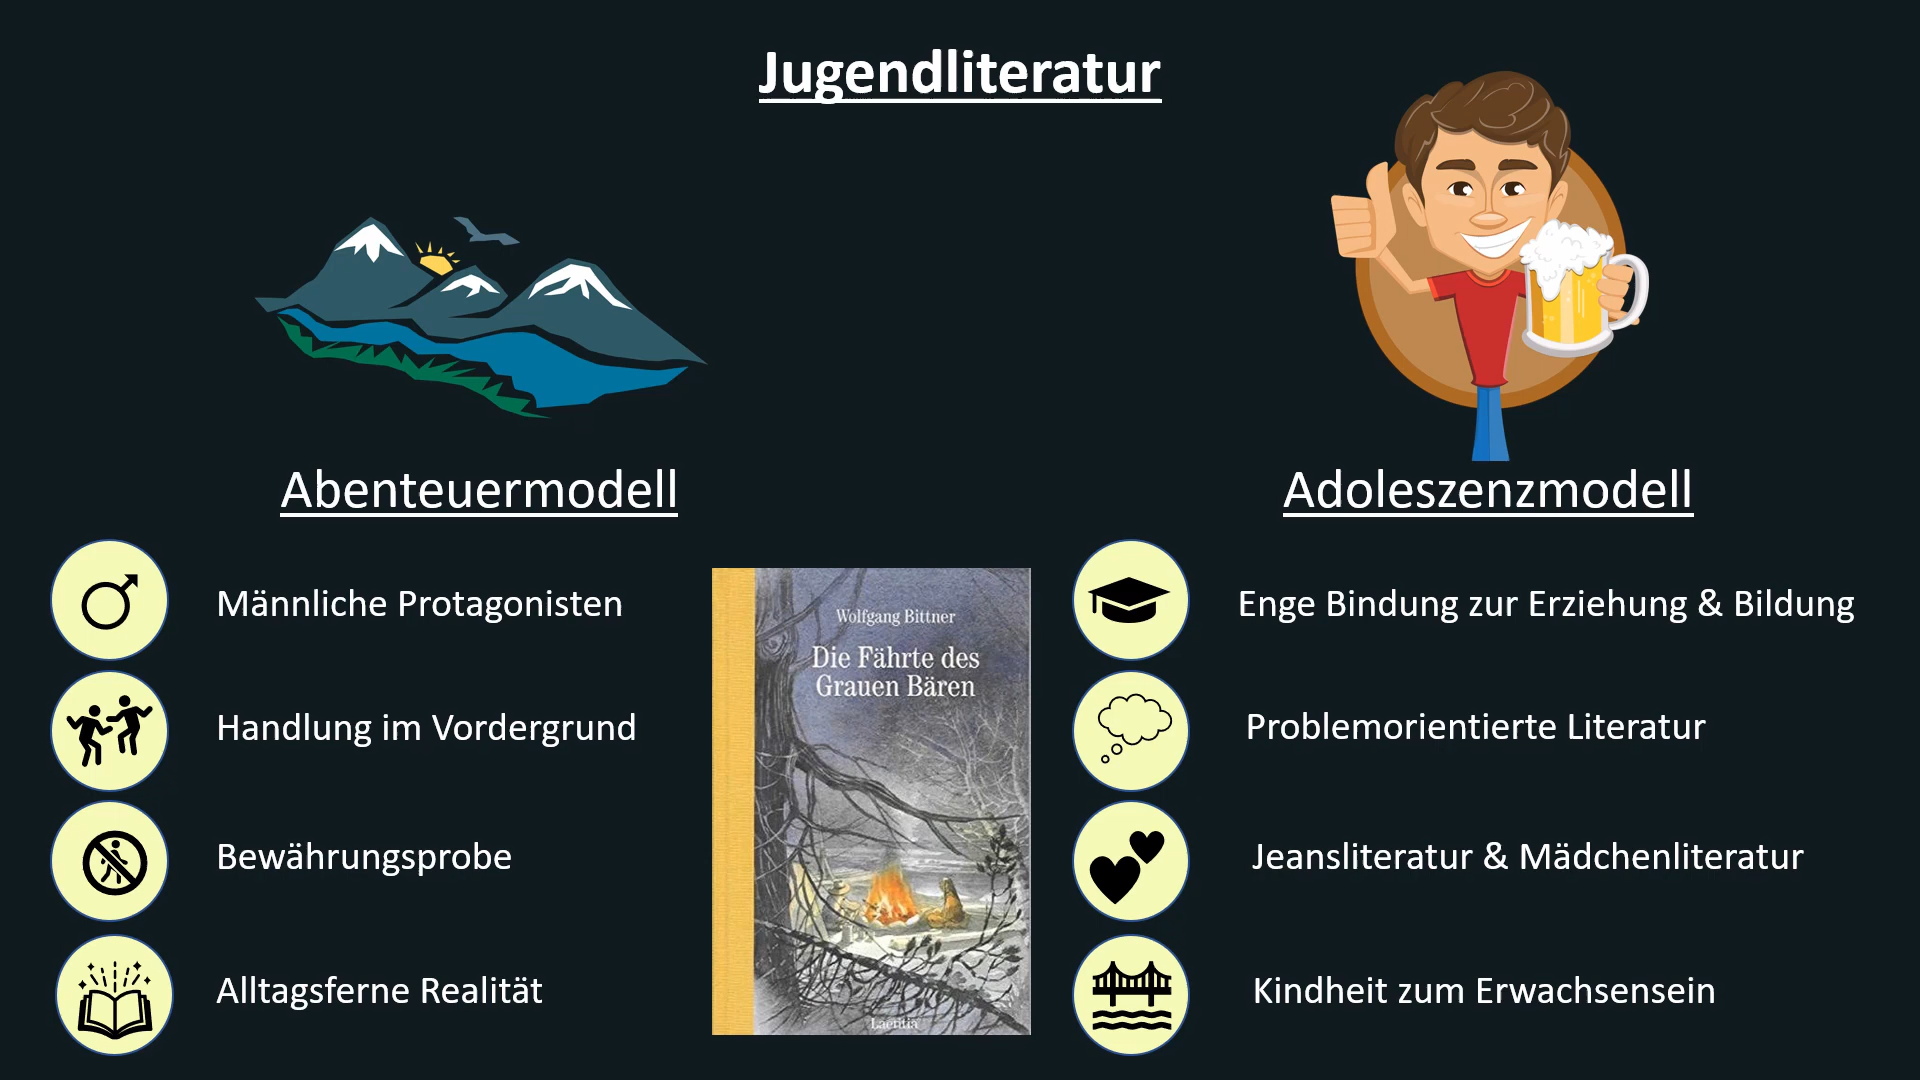 Jugendliteratur
Abenteuermodell
Männliche Protagonisten
Handlung im Vordergrund
Bewährungsprobe
Alltagsferne Realität
Wolfgang Bittner
Die Fährte des
Grauen Bären
Laetitia
Adoleszenzmodell
Enge Bindung zur Erziehung & Bildung
Problemorientierte Literatur
Jeansliteratur & Mädchenliteratur
Kindheit zum Erwachsensein